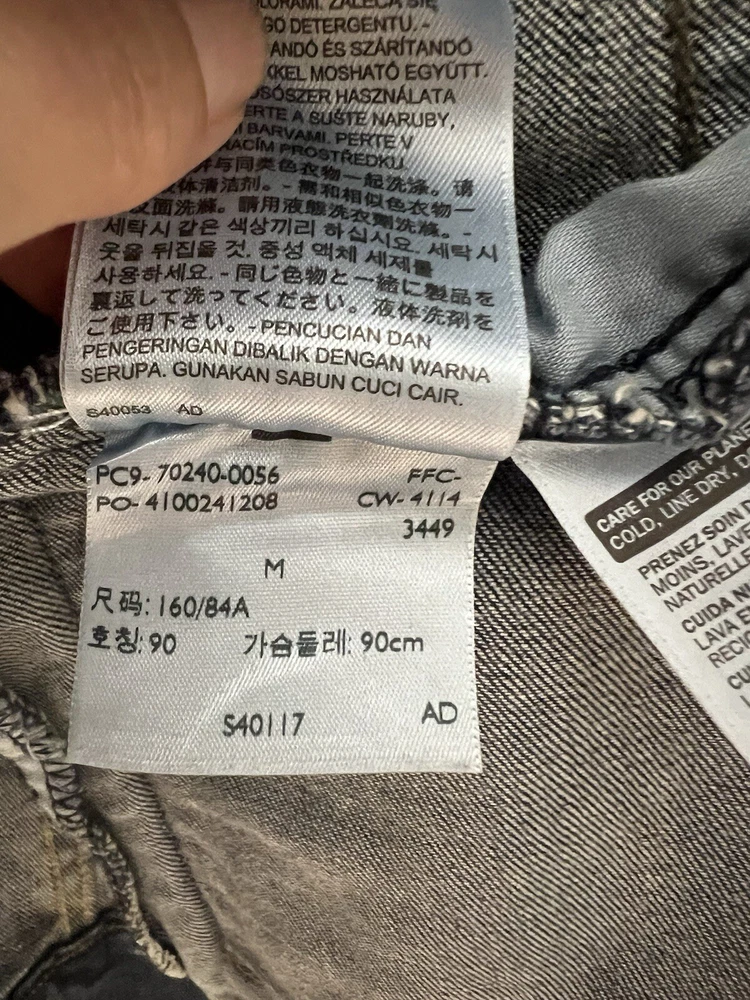 GO DETERGENTU. -
ANDÓ ÉS SZÁRÍTANDÓ
MOSHATÓ EGYÜTT.
HASZNÁLATA
ERTE A SUŠTE NARUBY,
BARVAMI. PERTE V
PROSTŘEDKU.
与同类色衣物一起洗涤。请
体清洁剂。- 需和相似色衣物一
反面洗滌。請用液態洗衣劑洗滌。-
세탁시 같은 색상끼리 하십시요. 세탁시
옷을 뒤집을 것. 중성 액체 세제를
사용하세요. - 同じ色物と一緒に製品を
裏返して洗ってください。液体洗剤を
ご使用下さい。- PENCUCIAN DAN
PENGERINGAN DIBALIK DENGAN WARNA
SERUPA. GUNAKAN SABUN CUCI CAIR.
S40053 AD
PC9- 70240-0056 FFC-
PO- 4100241208 CW- 4114
3449
M
尺码: 160/84A
호칭: 90 가슴둘레: 90cm
S40117 AD
CARE FOR OUR PLAN
COLD, LINE DRY, D
PRENEZ SOIN
MOINS, LAV
NATURELLE
CUIDA N
LAVA E
RECI